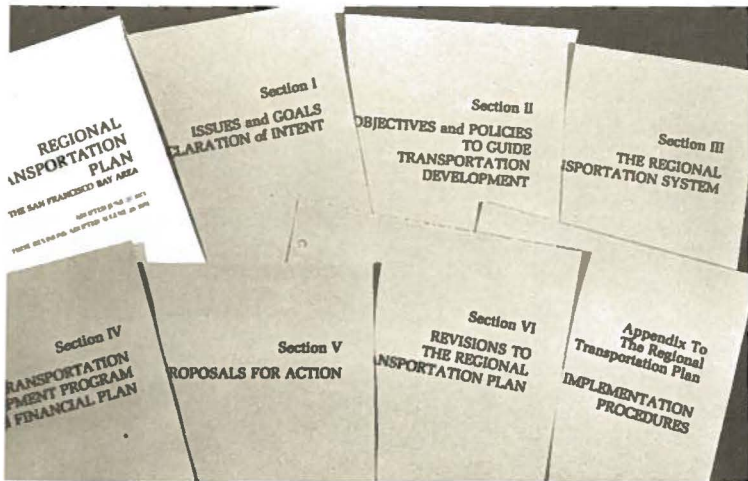 REGIONAL
ANSPORTATION
PLAN
THE SAN FRANCISCO BAY AREA
Section I
ISSUES and GOALS
CLARATION of INTENT
Section II
OBJECTIVES and POLICIES
TO GUIDE
TRANSPORTATION
DEVELOPMENT
Section III
THE REGIONAL
NSPORTATION SYSTEM
Section IV
RANSPORTATION
PMENT PROGRAM
FINANCIAL PLAN
Section V
ROPOSALS FOR ACTION
Section VI
REVISIONS TO
THE REGIONAL
ANSPORTATION PLAN
Appendix To
The Regional
Transportation Plan
IMPLEMENTATION
PROCEDURES